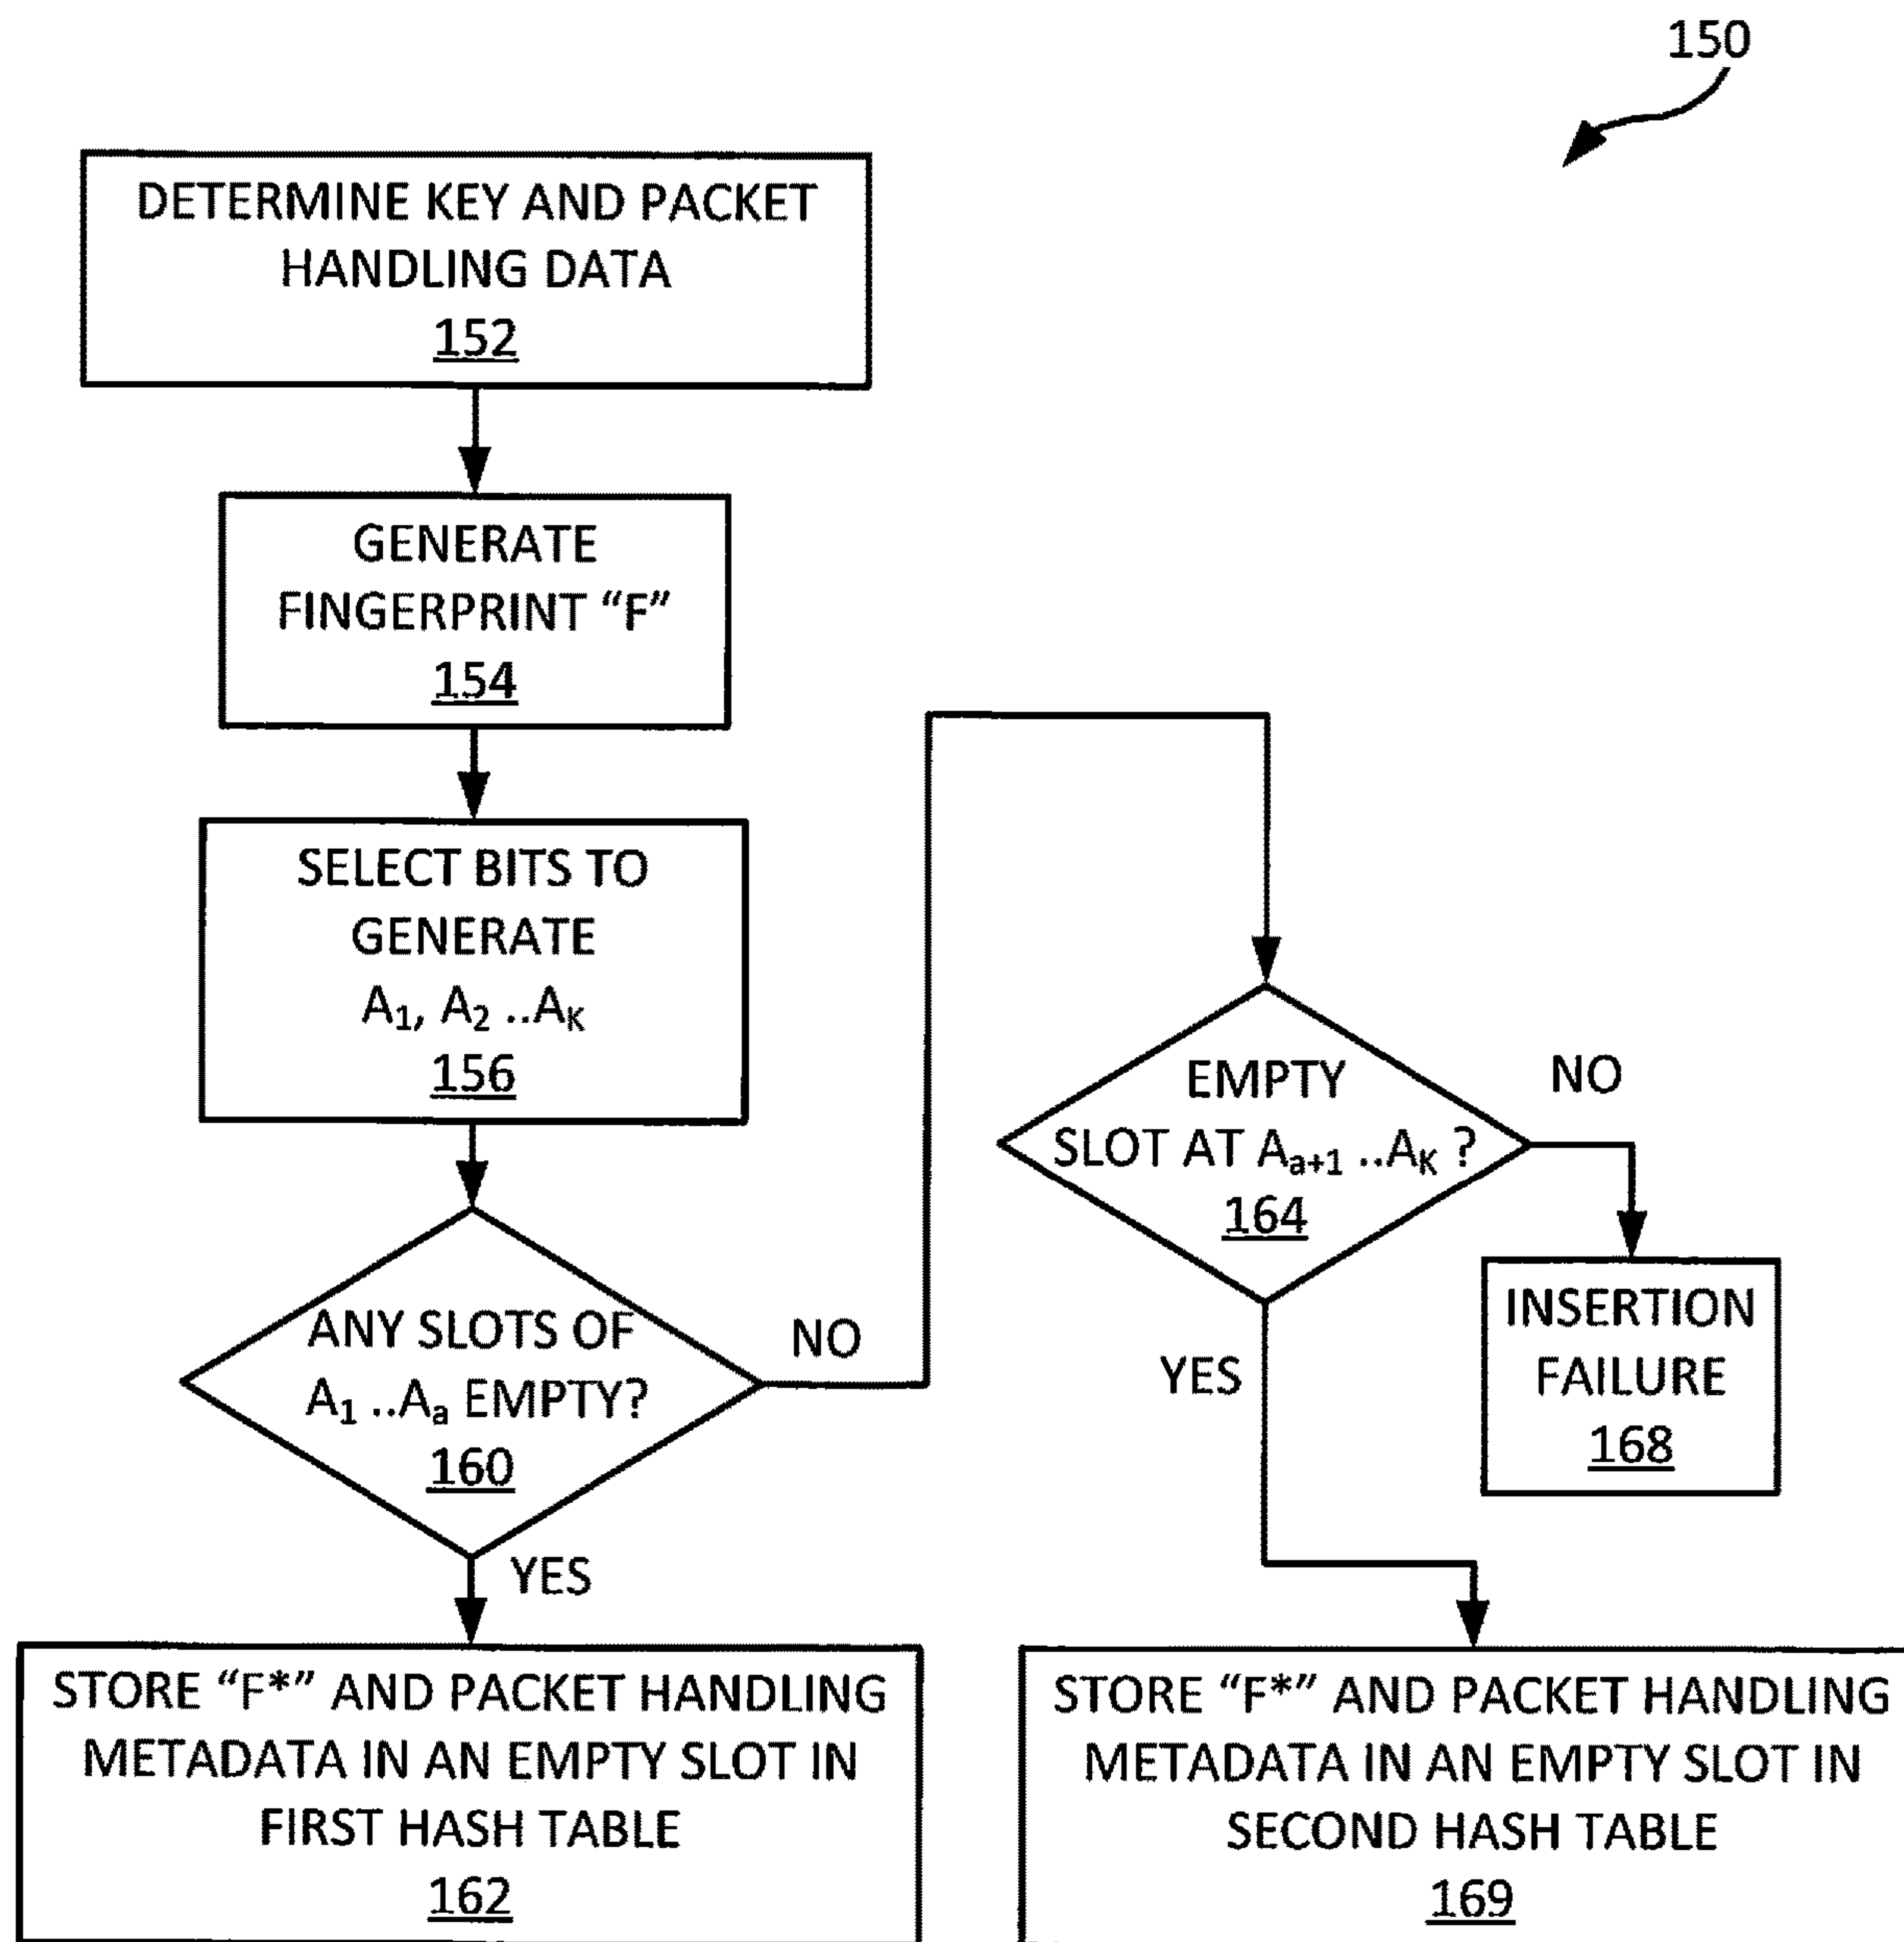 150
DETERMINE KEY AND PACKET
HANDLING DATA
152
GENERATE
FINGERPRINT “F”
154
SELECT BITS TO
GENERATE
A₁, A₂ ..A_K
156
ANY SLOTS OF
A₁ ..Aₐ EMPTY?
160
NO
YES
STORE “F*” AND PACKET HANDLING
METADATA IN AN EMPTY SLOT IN
FIRST HASH TABLE
162
EMPTY
SLOT AT Aₐ₊₁ ..A_K ?
164
NO
YES
INSERTION
FAILURE
168
STORE “F*” AND PACKET HANDLING
METADATA IN AN EMPTY SLOT IN
SECOND HASH TABLE
169